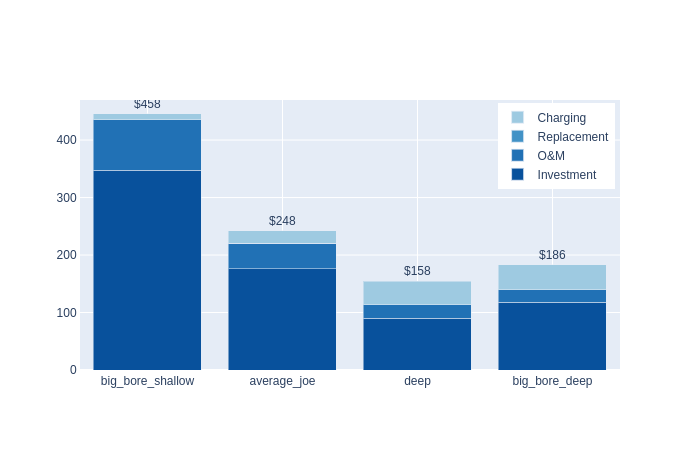 $458
$248
$158
$186
400
300
200
100
0
big_bore_shallow
average_joe
deep
big_bore_deep
Charging
Replacement
O&M
Investment